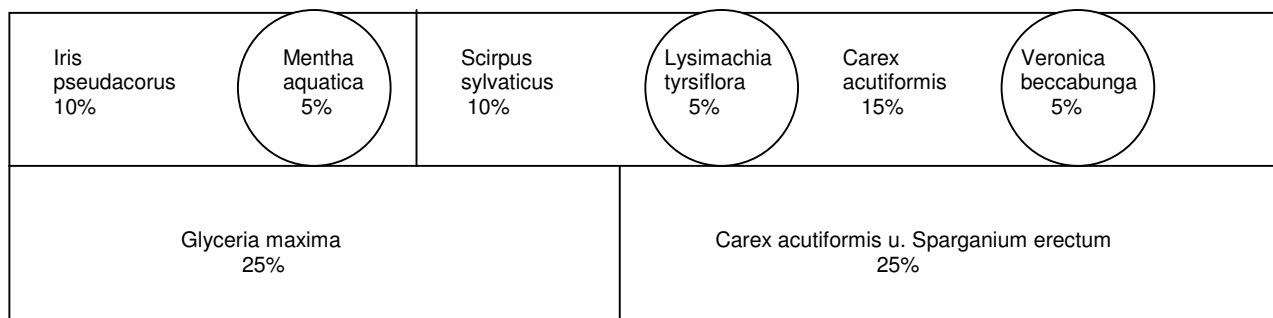 Iris
pseudacorus
10%
Mentha
aquatica
5%
Scirpus
sylvaticus
10%
Lysimachia
tyrsiflora
5%
Carex
acutiformis
15%
Veronica
beccabunga
5%
Glyceria maxima
25%
Carex acutiformis u. Sparganium erectum
25%